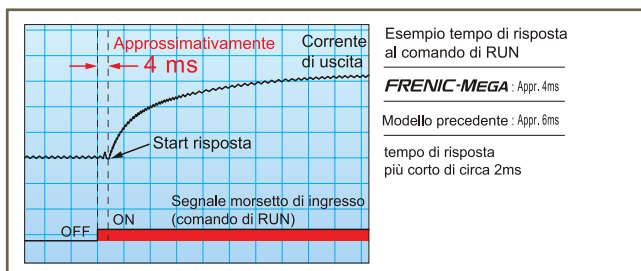 Approssimativamente
4 ms
Corrente
di uscita
Start risposta
Segnale morsetto di ingresso
(comando di RUN)
ON
OFF
Esempio tempo di risposta
al comando di RUN
FRENIC-MEGA : Appr. 4ms
Modello precedente : Appr. 6ms
tempo di risposta
più corto di circa 2ms